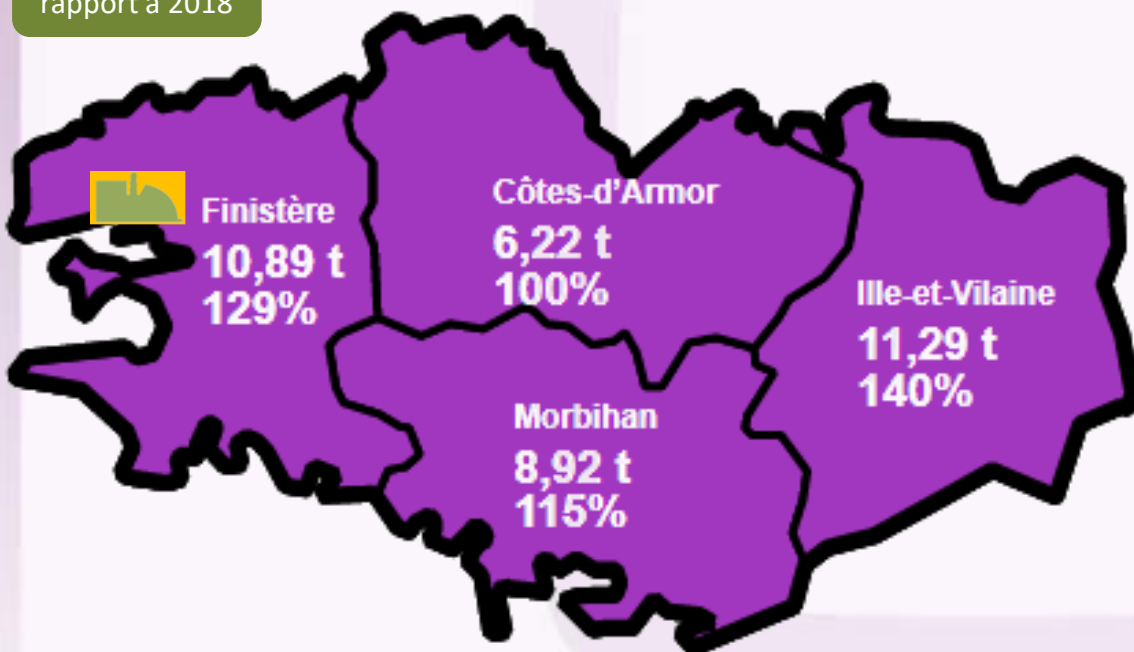 rapport à 2018
Finistère
10,89 t
129%
Côtes-d'Armor
6,22 t
100%
Ille-et-Vilaine
11,29 t
140%
Morbihan
8,92 t
115%